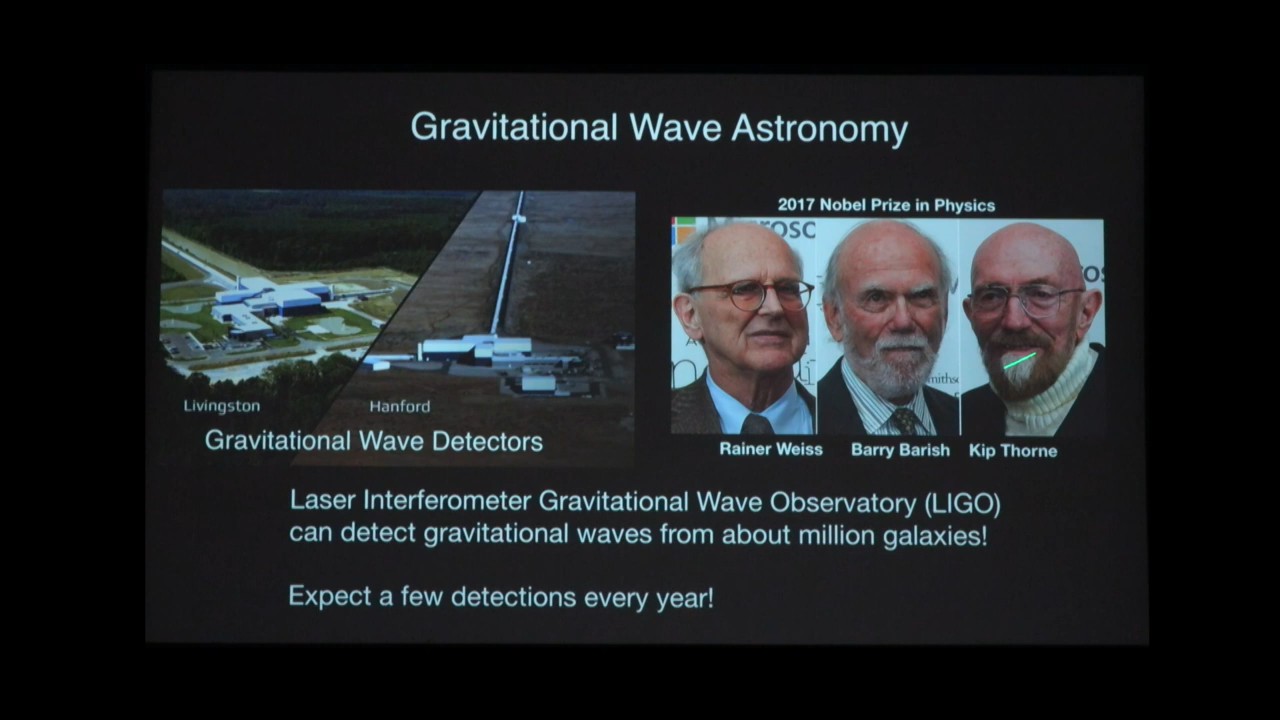 Gravitational Wave Astronomy
2017 Nobel Prize in Physics
Livingston
Hanford
Gravitational Wave Detectors
Rainer Weiss
Barry Barish
Kip Thorne
Laser Interferometer Gravitational Wave Observatory (LIGO)
can detect gravitational waves from about million galaxies!
Expect a few detections every year!